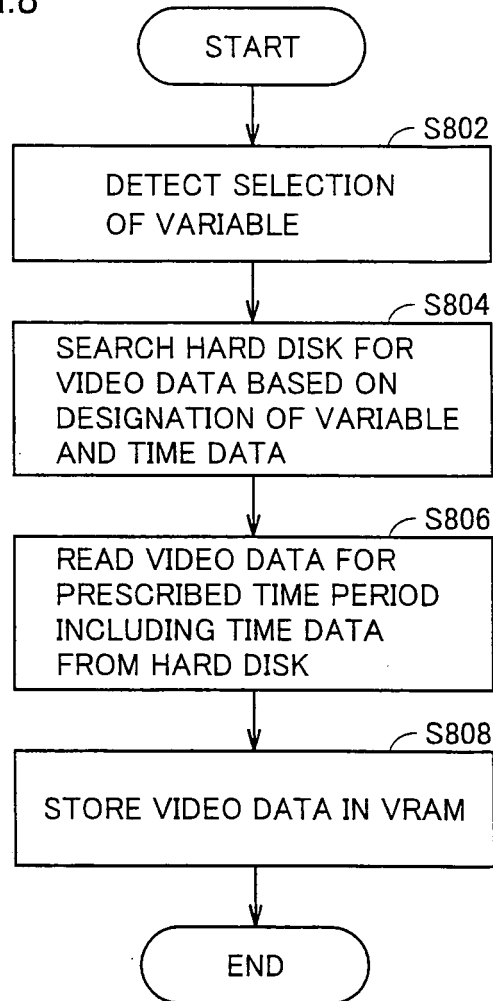 START
S802
DETECT SELECTION
OF VARIABLE
S804
SEARCH HARD DISK FOR
VIDEO DATA BASED ON
DESIGNATION OF VARIABLE
AND TIME DATA
S806
READ VIDEO DATA FOR
PRESCRIBED TIME PERIOD
INCLUDING TIME DATA
FROM HARD DISK
S808
STORE VIDEO DATA IN VRAM
END